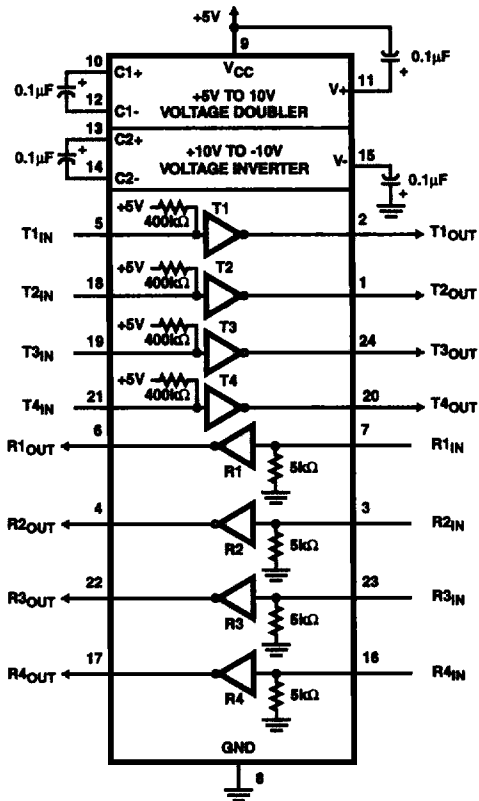 +5V
9
VCC
10
C1+
0.1µF
+
12
C1-
+5V TO 10V
VOLTAGE DOUBLER
V+
11
0.1µF
+
13
C2+
0.1µF
+
14
C2-
+10V TO -10V
VOLTAGE INVERTER
V-
15
0.1µF
+
+5V
400kΩ
T1
T1IN
5
2
T1OUT
+5V
400kΩ
T2
T2IN
18
1
T2OUT
+5V
400kΩ
T3
T3IN
19
24
T3OUT
+5V
400kΩ
T4
T4IN
21
20
T4OUT
R1OUT
6
R1
5kΩ
7
R1IN
R2OUT
4
R2
5kΩ
3
R2IN
R3OUT
22
R3
5kΩ
23
R3IN
R4OUT
17
R4
5kΩ
16
R4IN
GND
8